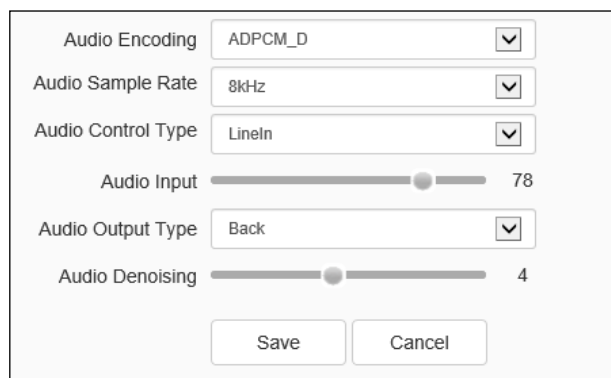 Audio Encoding ADPCM_D
Audio Sample Rate 8kHz
Audio Control Type LineIn
Audio Input 78
Audio Output Type Back
Audio Denoising 4
Save Cancel